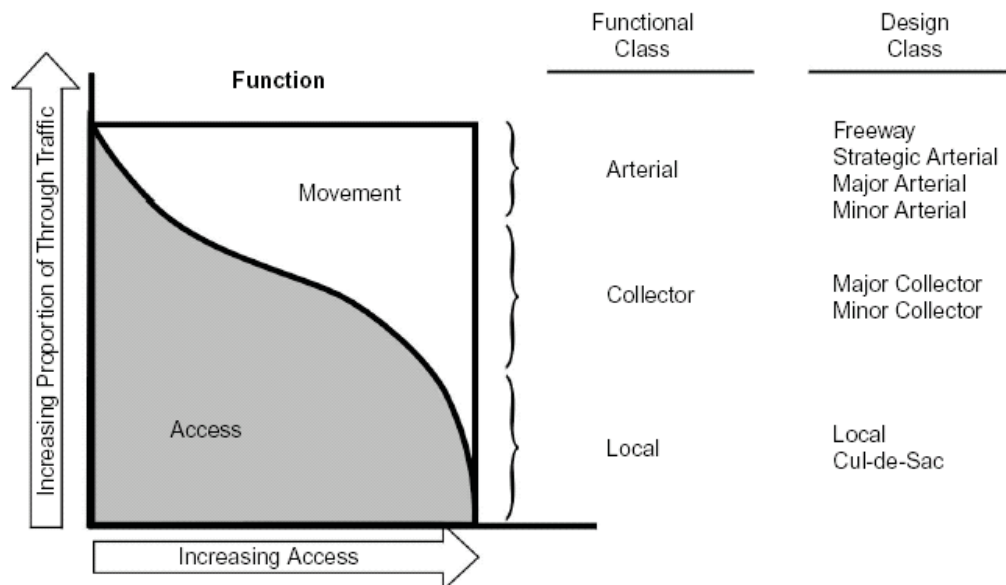 Functional
Class
Design
Class
Function
Increasing Proportion of Through Traffic
Movement
Access
Increasing Access
Arterial
Freeway
Strategic Arterial
Major Arterial
Minor Arterial
Collector
Major Collector
Minor Collector
Local
Local
Cul-de-Sac